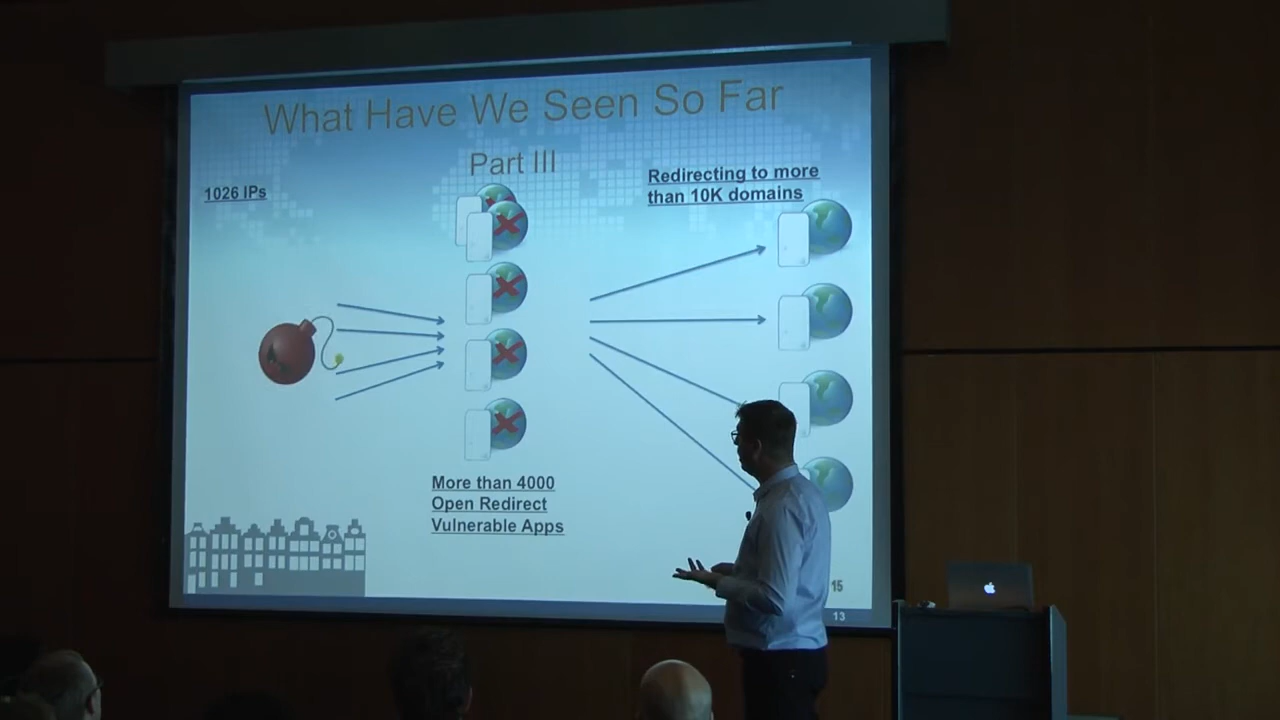 What Have We Seen So Far
Part III
1026 IPs
Redirecting to more
than 10K domains
More than 4000
Open Redirect
Vulnerable Apps
15
13